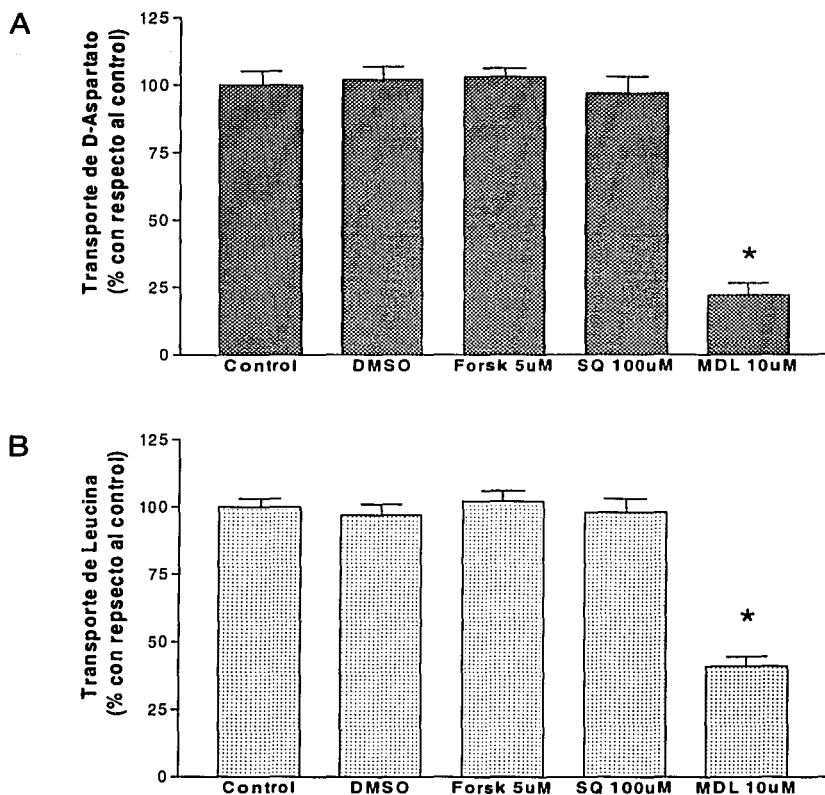 A
Transporte de D-Aspartato
(% con respecto al control)
125
100
75
50
25
0
*
Control DMSO Forsk 5uM SQ 100uM MDL 10uM
B
Transporte de Leucina
(% con repsecto al control)
125
100
75
50
25
0
*
Control DMSO Forsk 5uM SQ 100uM MDL 10uM